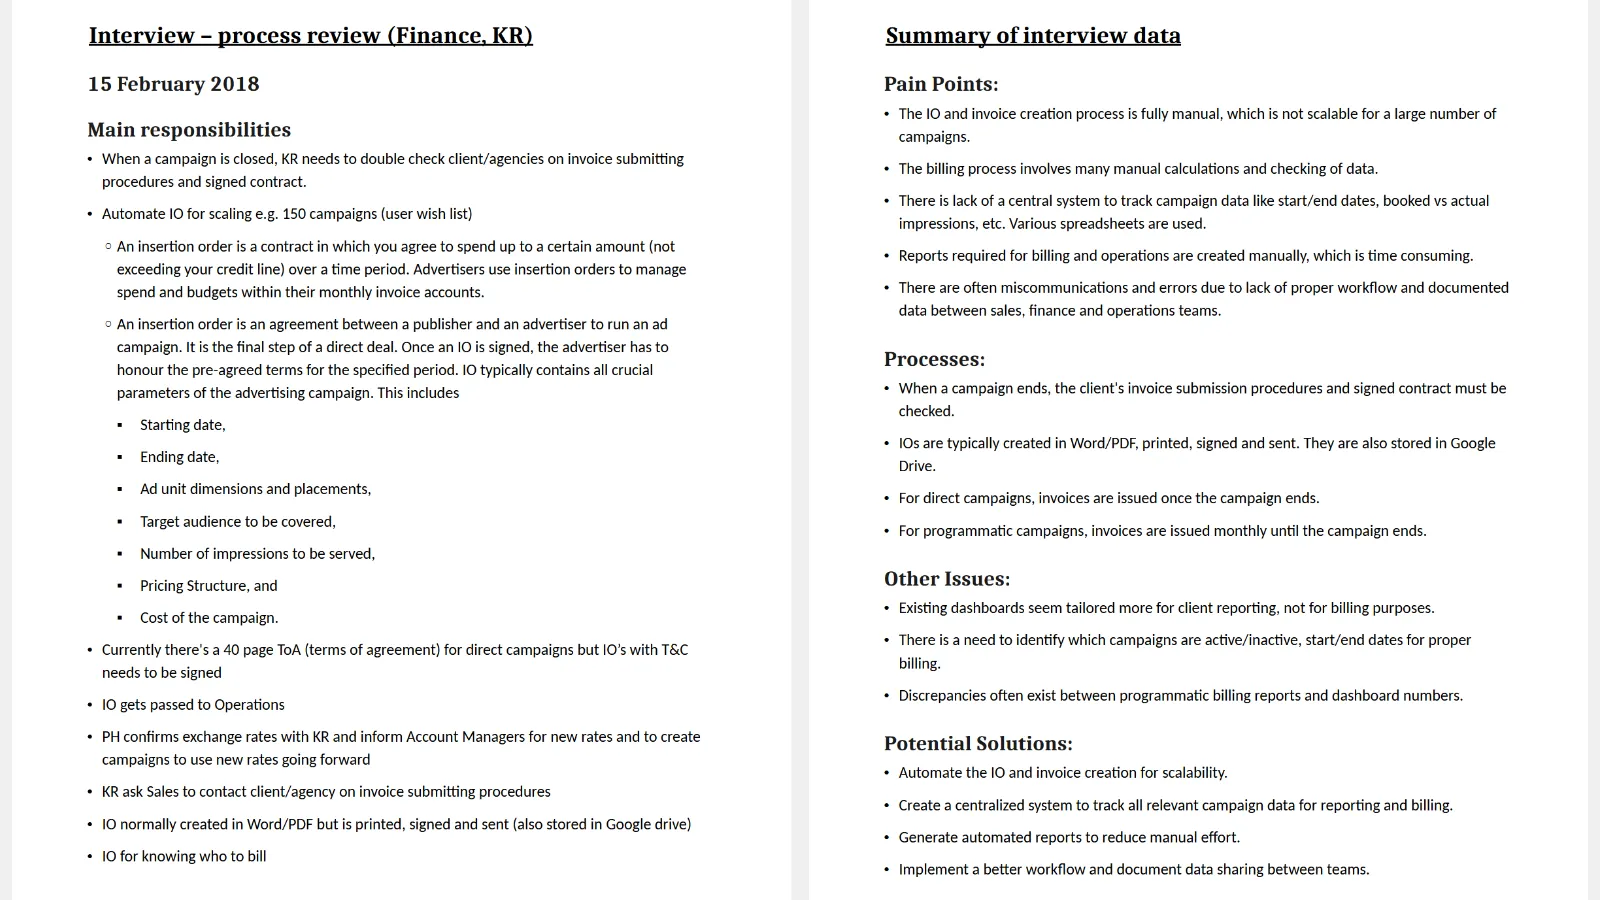 Interview – process review (Finance, KR)
15 February 2018
Main responsibilities
• When a campaign is closed, KR needs to double check client/agencies on invoice submitting
procedures and signed contract.
• Automate IO for scaling e.g. 150 campaigns (user wish list)
○ An insertion order is a contract in which you agree to spend up to a certain amount (not
exceeding your credit line) over a time period. Advertisers use insertion orders to manage
spend and budgets within their monthly invoice accounts.
○ An insertion order is an agreement between a publisher and an advertiser to run an ad
campaign. It is the final step of a direct deal. Once an IO is signed, the advertiser has to
honour the pre-agreed terms for the specified period. IO typically contains all crucial
parameters of the advertising campaign. This includes
▪ Starting date,
▪ Ending date,
▪ Ad unit dimensions and placements,
▪ Target audience to be covered,
▪ Number of impressions to be served,
▪ Pricing Structure, and
▪ Cost of the campaign.
• Currently there's a 40 page ToA (terms of agreement) for direct campaigns but IO's with T&C
needs to be signed
• IO gets passed to Operations
• PH confirms exchange rates with KR and inform Account Managers for new rates and to create
campaigns to use new rates going forward
• KR ask Sales to contact client/agency on invoice submitting procedures
• IO normally created in Word/PDF but is printed, signed and sent (also stored in Google drive)
• IO for knowing who to bill
Summary of interview data
Pain Points:
• The IO and invoice creation process is fully manual, which is not scalable for a large number of
campaigns.
• The billing process involves many manual calculations and checking of data.
• There is lack of a central system to track campaign data like start/end dates, booked vs actual
impressions, etc. Various spreadsheets are used.
• Reports required for billing and operations are created manually, which is time consuming.
• There are often miscommunications and errors due to lack of proper workflow and documented
data between sales, finance and operations teams.
Processes:
• When a campaign ends, the client's invoice submission procedures and signed contract must be
checked.
• IOs are typically created in Word/PDF, printed, signed and sent. They are also stored in Google
Drive.
• For direct campaigns, invoices are issued once the campaign ends.
• For programmatic campaigns, invoices are issued monthly until the campaign ends.
Other Issues:
• Existing dashboards seem tailored more for client reporting, not for billing purposes.
• There is a need to identify which campaigns are active/inactive, start/end dates for proper
billing.
• Discrepancies often exist between programmatic billing reports and dashboard numbers.
Potential Solutions:
• Automate the IO and invoice creation for scalability.
• Create a centralized system to track all relevant campaign data for reporting and billing.
• Generate automated reports to reduce manual effort.
• Implement a better workflow and document data sharing between teams.